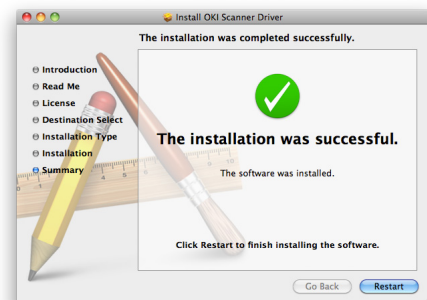 Install OKI Scanner Driver
The installation was completed successfully.
Introduction
Read Me
License
Destination Select
Installation Type
Installation
Summary
The installation was successful.
The software was installed.
Click Restart to finish installing the software.
Go Back
Restart